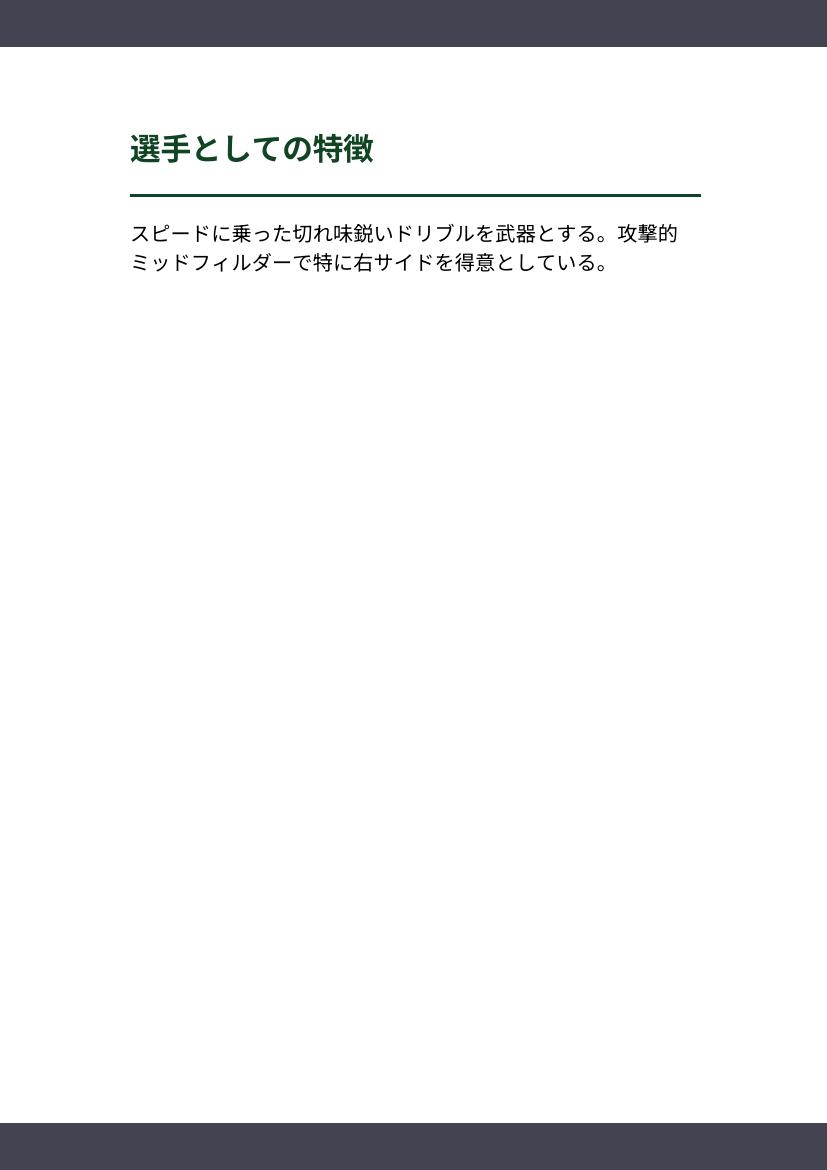 選手としての特徴
スピードに乗った切れ味鋭いドリブルを武器とする。攻撃的
ミッドフィルダーで特に右サイドを得意としている。